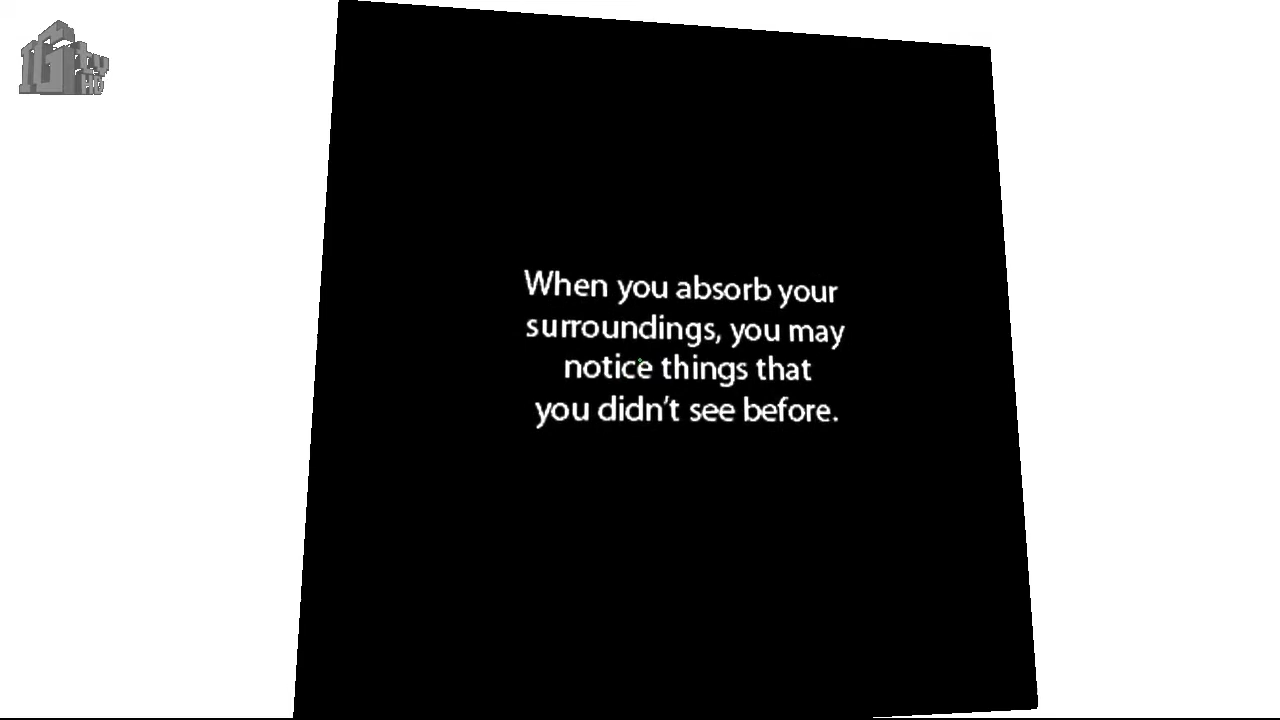 When you absorb your
surroundings, you may
notice things that
you didn't see before.